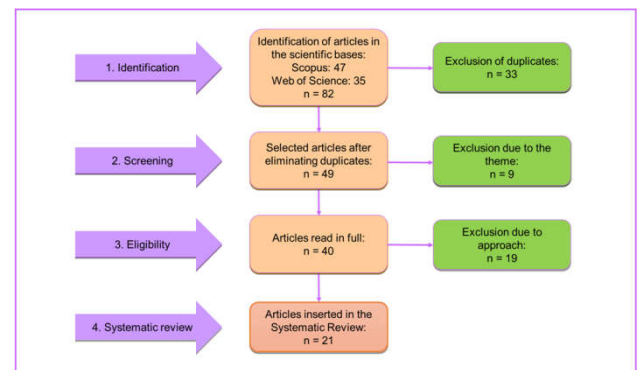 1. Identification
Identification of articles in
the scientific bases:
Scopus: 47
Web of Science: 35
n = 82
Exclusion of duplicates:
n = 33
2. Screening
Selected articles after
eliminating duplicates:
n = 49
Exclusion due to the
theme:
n = 9
3. Eligibility
Articles read in full:
n = 40
Exclusion due to
approach:
n = 19
4. Systematic review
Articles inserted in the
Systematic Review:
n = 21